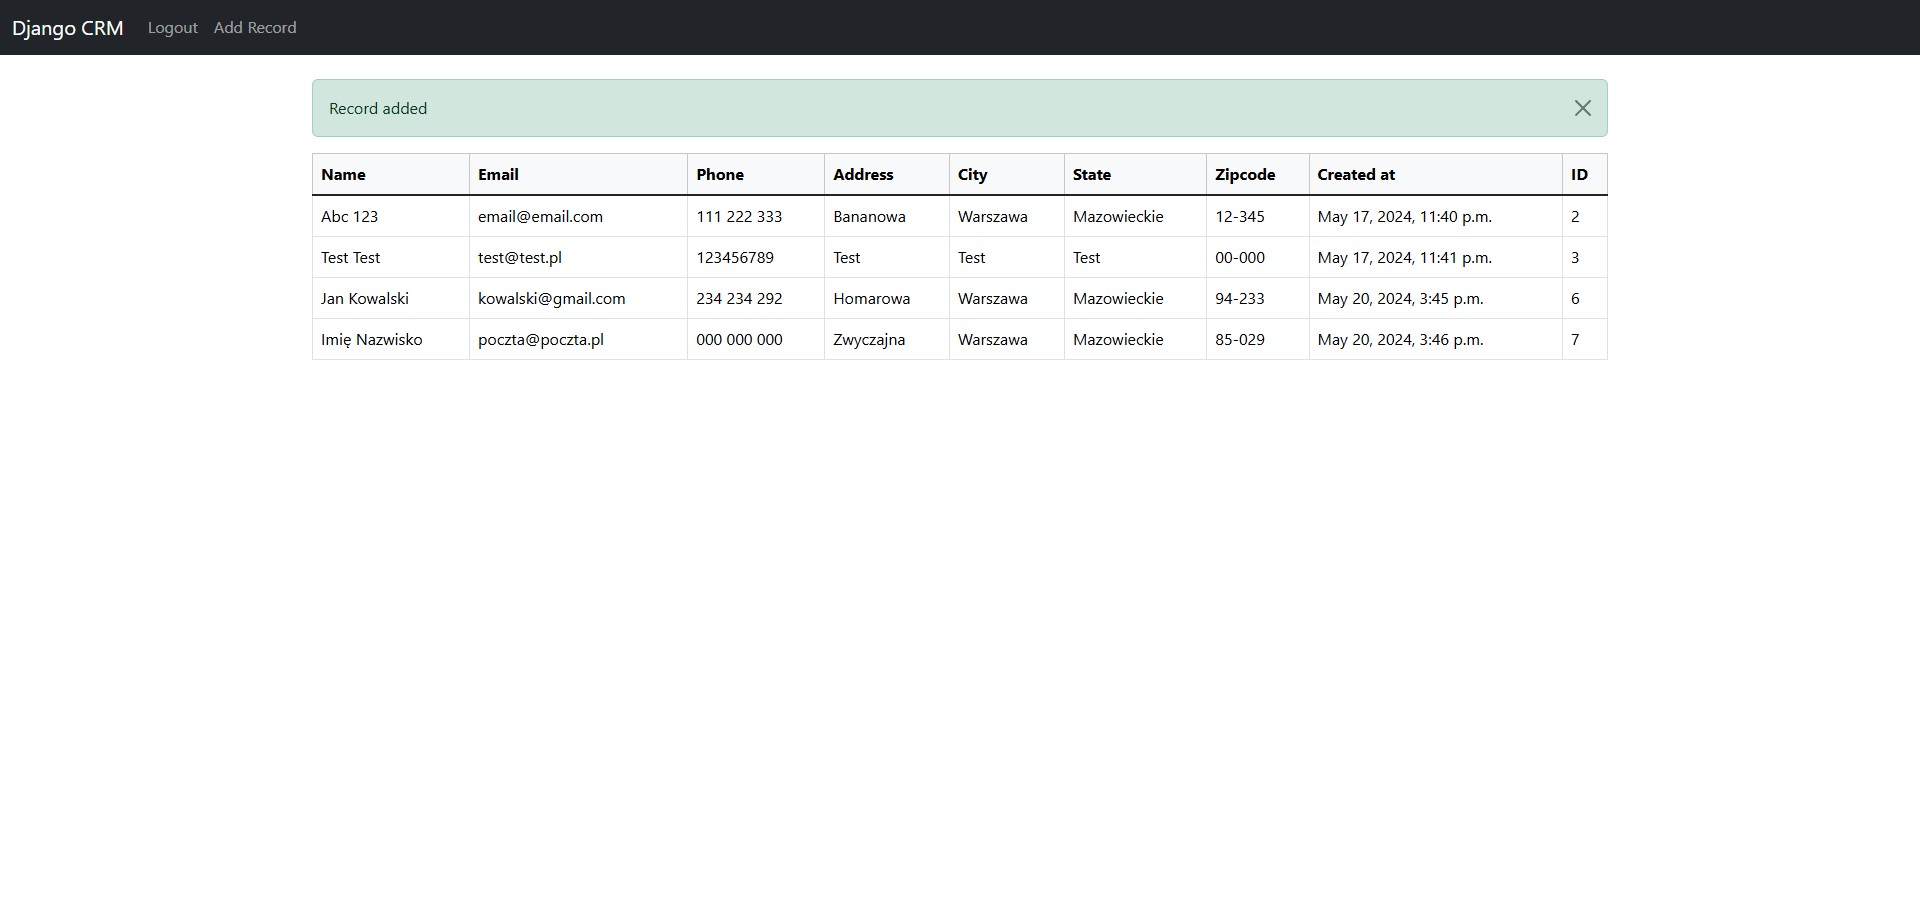 Django CRM Logout Add Record
Record added
Name Email Phone Address City State Zipcode Created at ID
Abc 123 email@email.com 111 222 333 Bananowa Warszawa Mazowieckie 12-345 May 17, 2024, 11:40 p.m. 2
Test Test test@test.pl 123456789 Test Test Test 00-000 May 17, 2024, 11:41 p.m. 3
Jan Kowalski kowalski@gmail.com 234 234 292 Homarowa Warszawa Mazowieckie 94-233 May 20, 2024, 3:45 p.m. 6
Imię Nazwisko poczta@poczta.pl 000 000 000 Zwyczajna Warszawa Mazowieckie 85-029 May 20, 2024, 3:46 p.m. 7